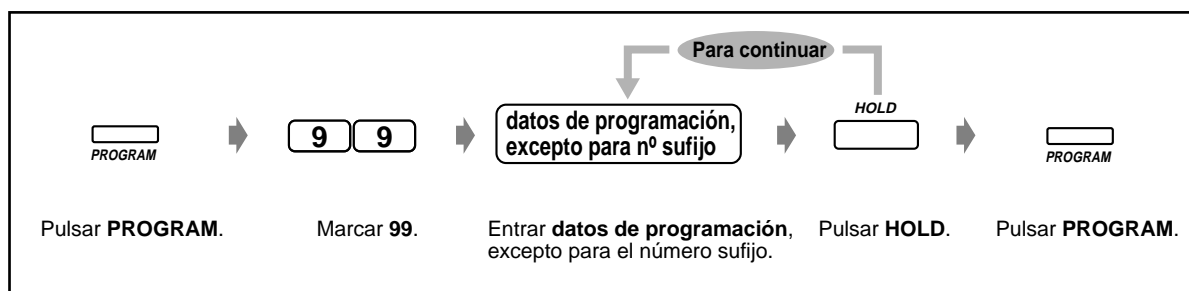 Para continuar
HOLD
datos de programación,
excepto para nº sufijo
9 9
PROGRAM
PROGRAM
Pulsar PROGRAM.
Marcar 99.
Entrar datos de programación,
excepto para el número sufijo.
Pulsar HOLD.
Pulsar PROGRAM.